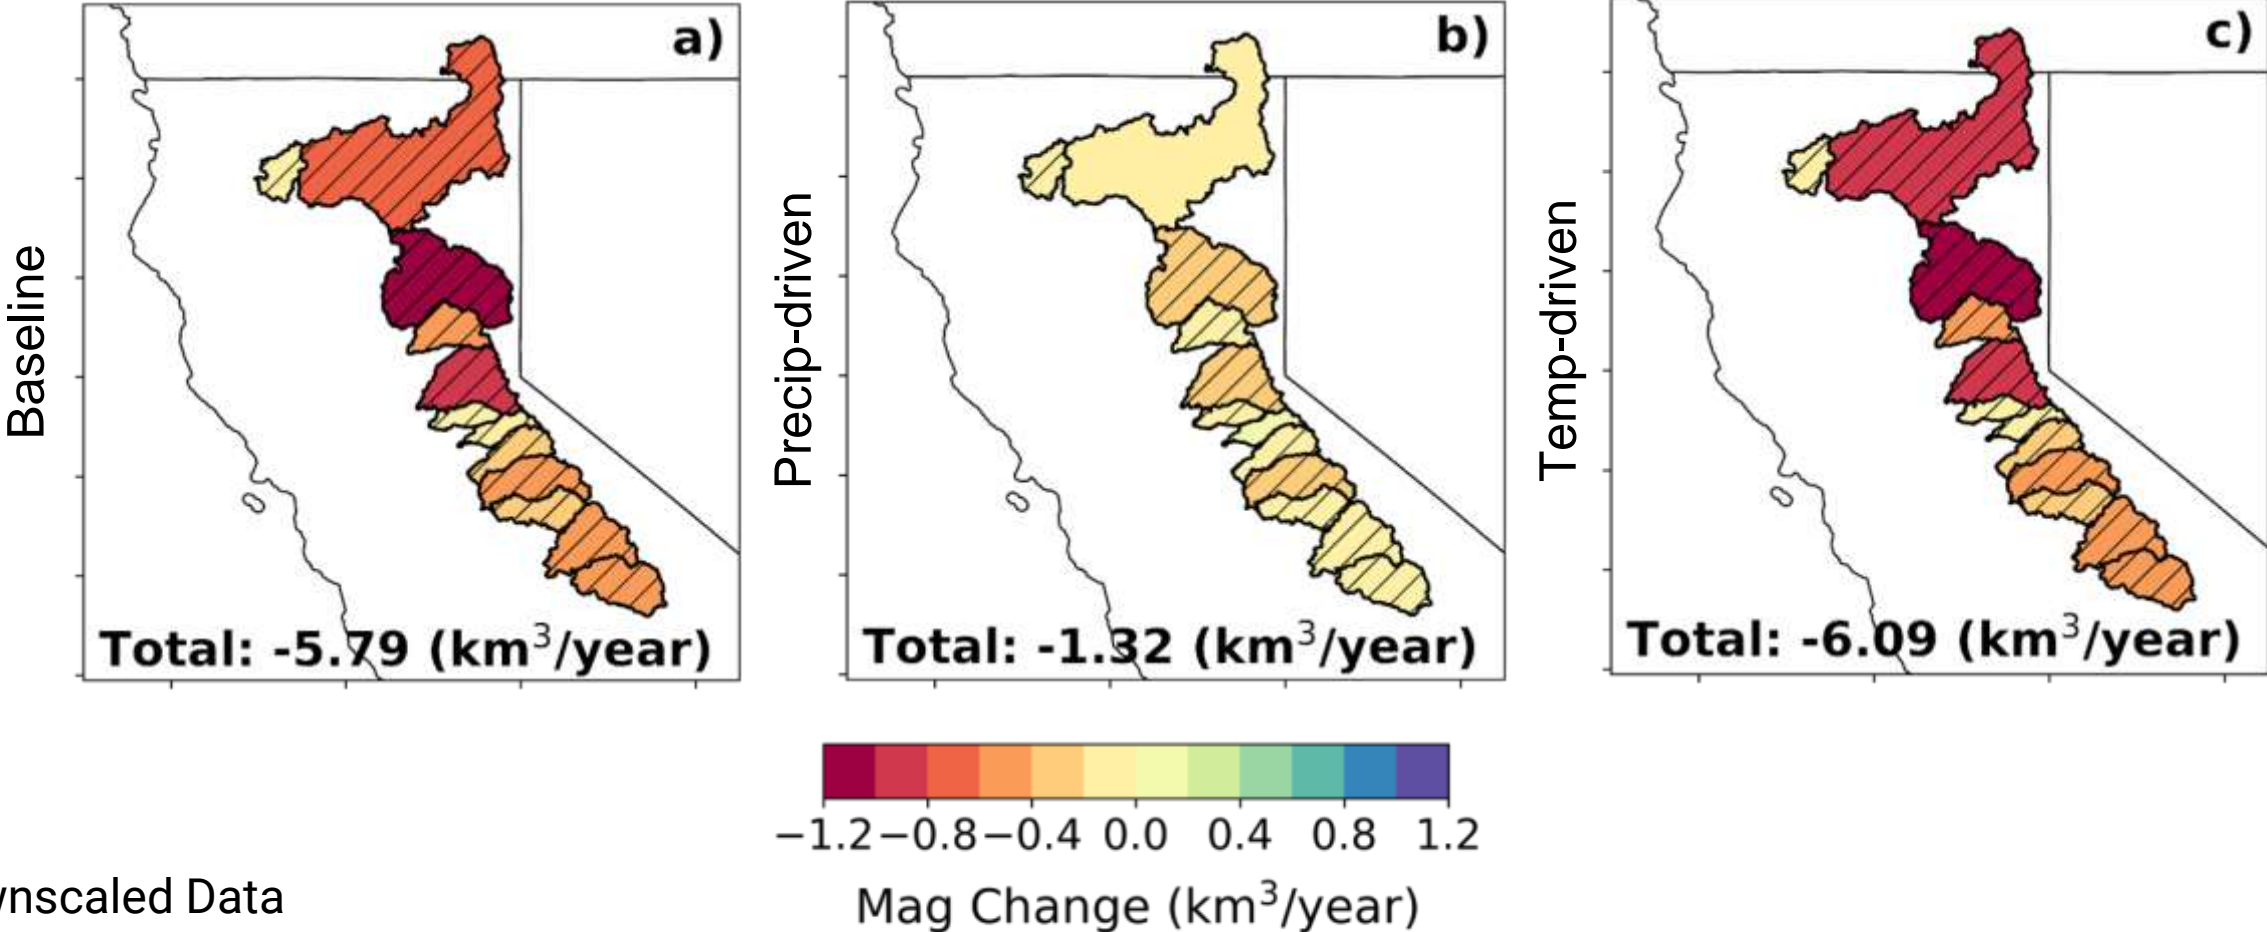 a)
b)
c)
Baseline
Precip-driven
Temp-driven
Total: -5.79 (km³/year)
Total: -1.32 (km³/year)
Total: -6.09 (km³/year)
−1.2 −0.8 −0.4 0.0 0.4 0.8 1.2
Mag Change (km³/year)
wnscaled Data